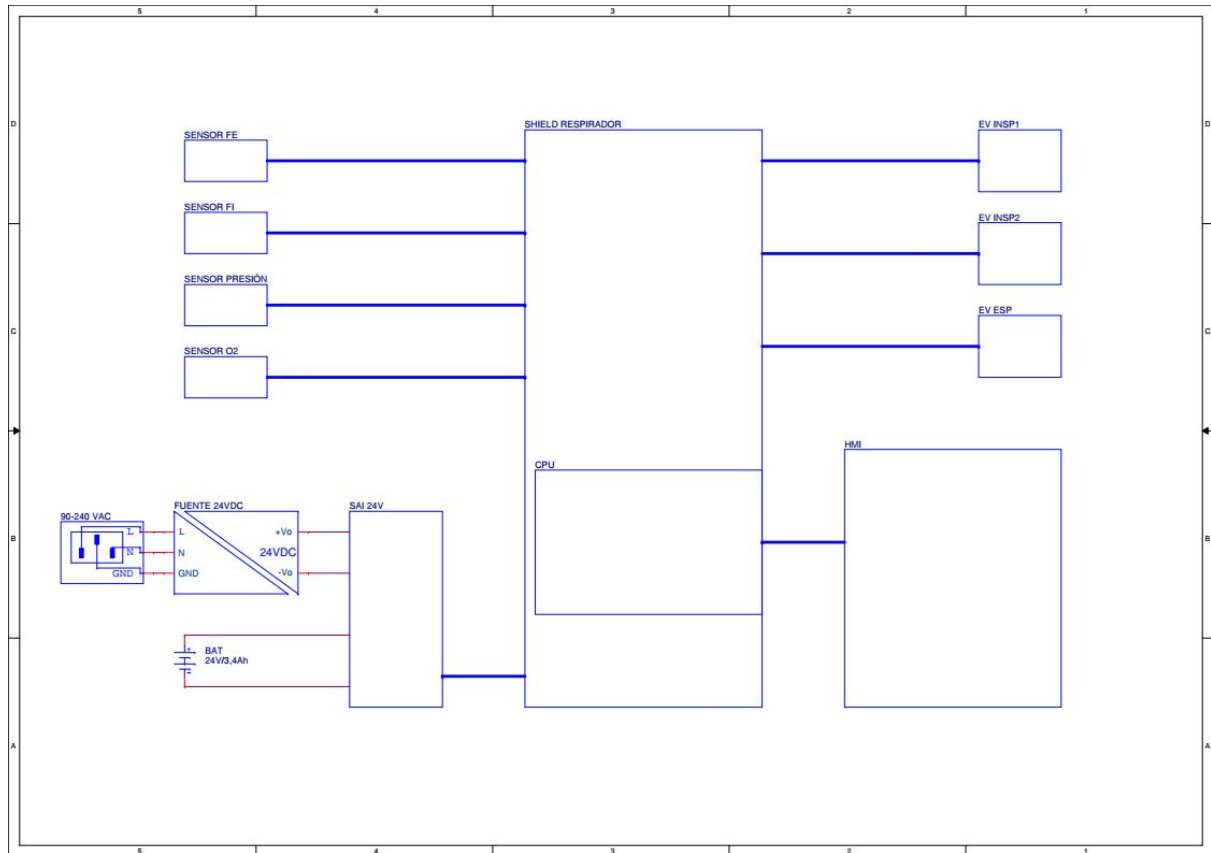 5 4 3 2 1
D D
SENSOR FE
SHIELD RESPIRADOR
EV INSP1
SENSOR FI
EV INSP2
SENSOR PRESIÓN
EV ESP
C C
SENSOR O2
HMI
CPU
90-240 VAC
FUENTE 24VDC
SAI 24V
L L +Vo
B B
N N 24VDC
GND GND -Vo
BAT
24V/3,4Ah
+
-
A A
5 4 3 2 1